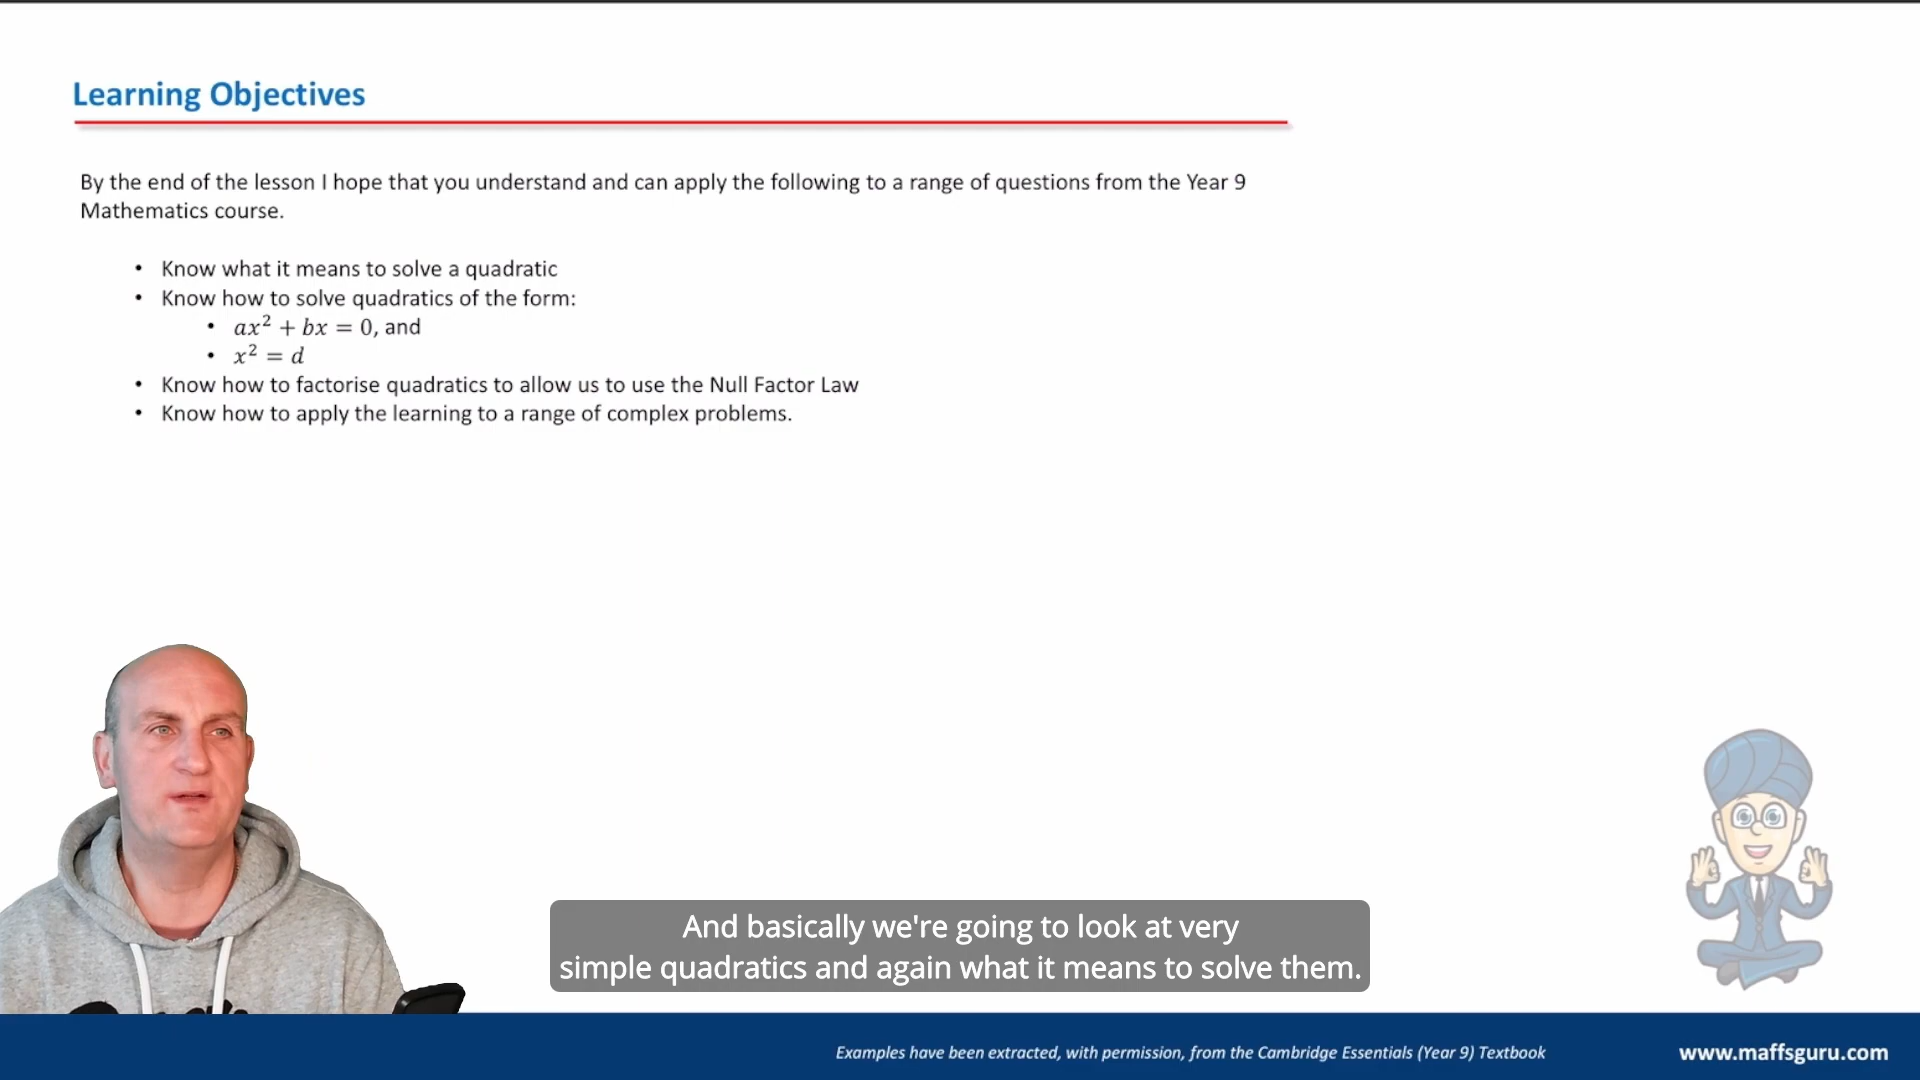 Learning Objectives
By the end of the lesson I hope that you understand and can apply the following to a range of questions from the Year 9
Mathematics course.
• Know what it means to solve a quadratic
• Know how to solve quadratics of the form:
• ax² + bx = 0, and
• x² = d
• Know how to factorise quadratics to allow us to use the Null Factor Law
• Know how to apply the learning to a range of complex problems.
And basically we're going to look at very
simple quadratics and again what it means to solve them.
Examples have been extracted, with permission, from the Cambridge Essentials (Year 9) Textbook
www.maffsguru.com